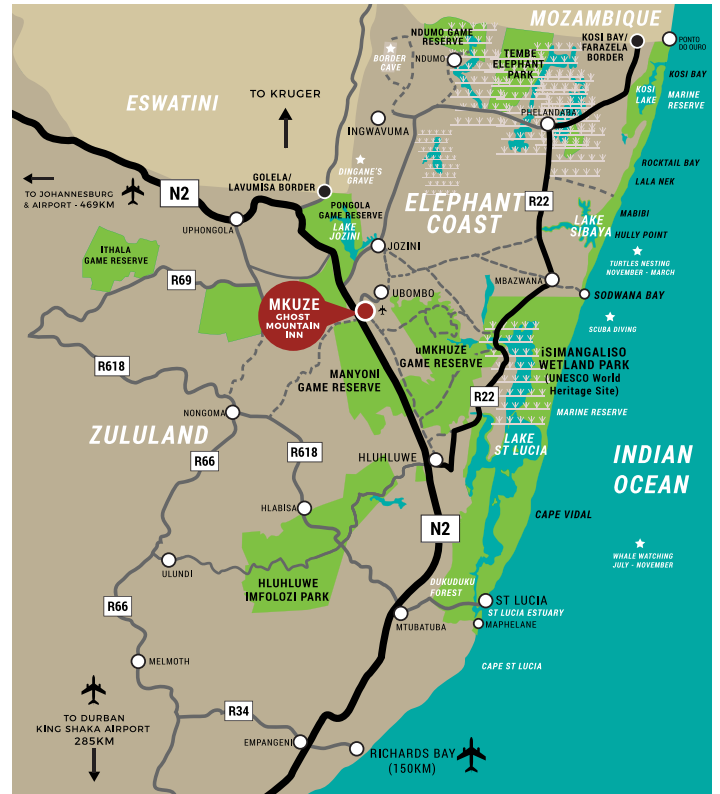 MOZAMBIQUE
NDUMO GAME
RESERVE
KOSI BAY/
FARAZELA
BORDER
PONTO
DO OURO
BORDER
CAVE
NDUMO
TEMBE
ELEPHANT
PARK
KOSI BAY
ESWATINI
TO KRUGER
KOSI
LAKE
MARINE
RESERVE
PHELANDABA
INGWAVUMA
ROCKTAIL BAY
DINGANE'S
GRAVE
LALA NEK
TO JOHANNESBURG
& AIRPORT - 469KM
N2
GOLELA/
LAVUMISA BORDER
PONGOLA
GAME RESERVE
ELEPHANT
COAST
R22
MABIBI
UPHONGOLA
LAKE
JOZINI
LAKE
SIBAYA
HULLY POINT
ITHALA
GAME RESERVE
JOZINI
TURTLES NESTING
NOVEMBER - MARCH
R69
MBAZWANA
UBOMBO
SODWANA BAY
MKUZE
GHOST
MOUNTAIN
INN
SCUBA DIVING
uMKHUZE
GAME RESERVE
iSIMANGALISO
WETLAND PARK
(UNESCO World
Heritage Site)
R618
MANYONI
GAME RESERVE
R22
MARINE RESERVE
NONGOMA
ZULULAND
R618
LAKE
ST LUCIA
R66
HLUHLUWE
INDIAN
OCEAN
HLABISA
CAPE VIDAL
N2
WHALE WATCHING
JULY - NOVEMBER
ULUNDI
HLUHLUWE
IMFOLOZI PARK
DUKUDUKU
FOREST
ST LUCIA
ST LUCIA ESTUARY
R66
MTUBATUBA
MAPHELANE
MELMOTH
CAPE ST LUCIA
TO DURBAN
KING SHAKA AIRPORT
285KM
R34
EMPANGENI
RICHARDS BAY
(150KM)